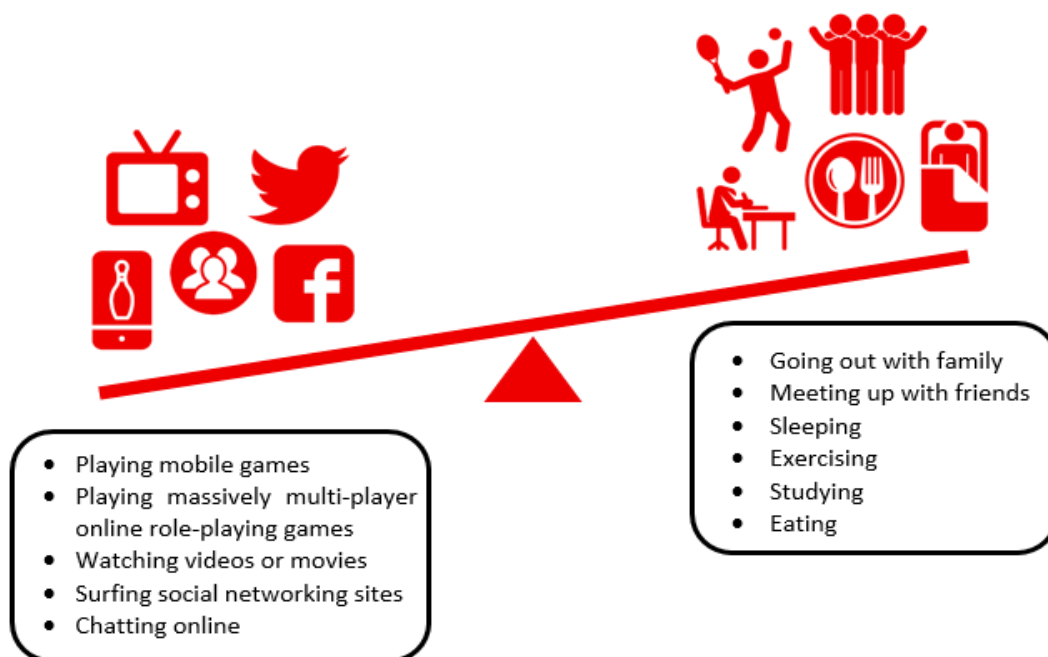 • Playing mobile games
• Playing massively multi-player
online role-playing games
• Watching videos or movies
• Surfing social networking sites
• Chatting online
• Going out with family
• Meeting up with friends
• Sleeping
• Exercising
• Studying
• Eating